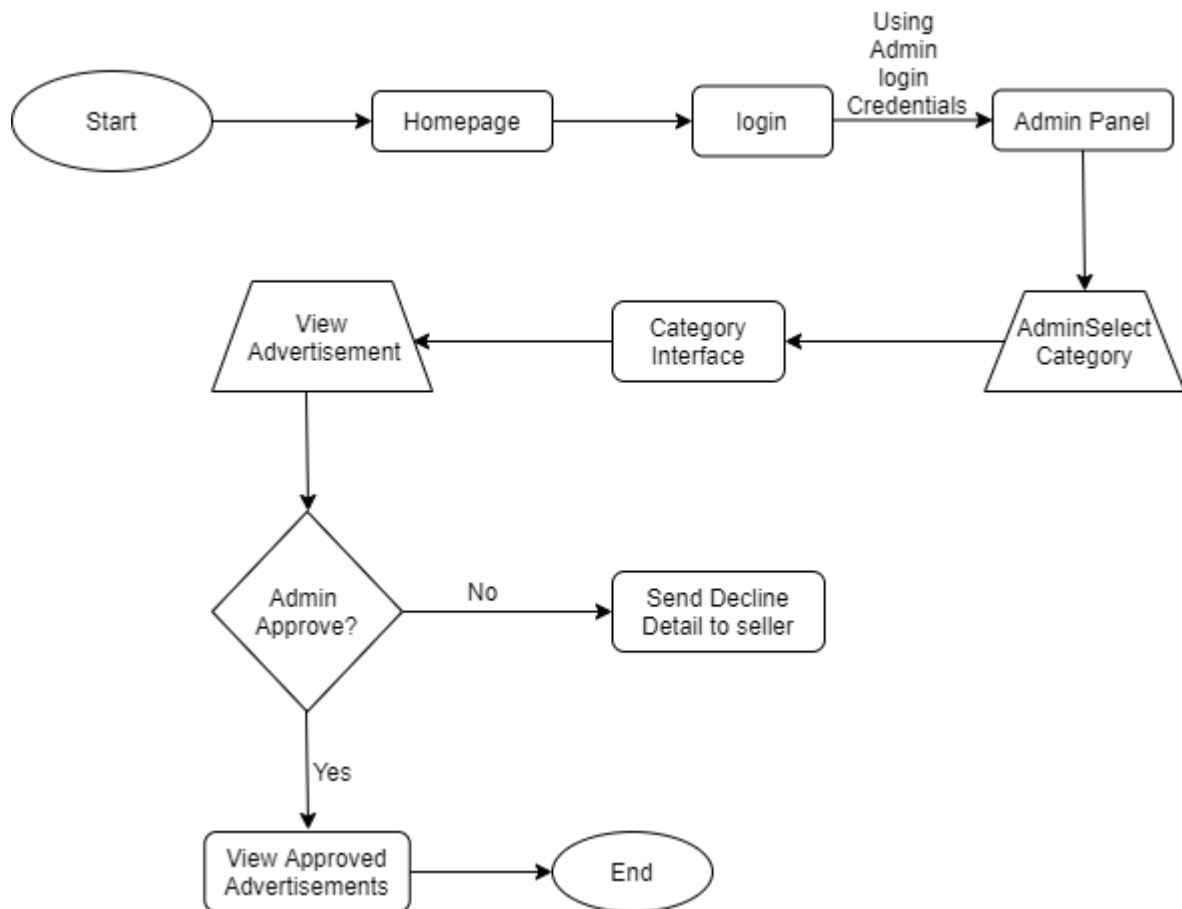 Start
Homepage
login
Using
Admin
login
Credentials
Admin Panel
View
Advertisement
Category
Interface
AdminSelect
Category
Admin
Approve?
No
Send Decline
Detail to seller
Yes
View Approved
Advertisements
End